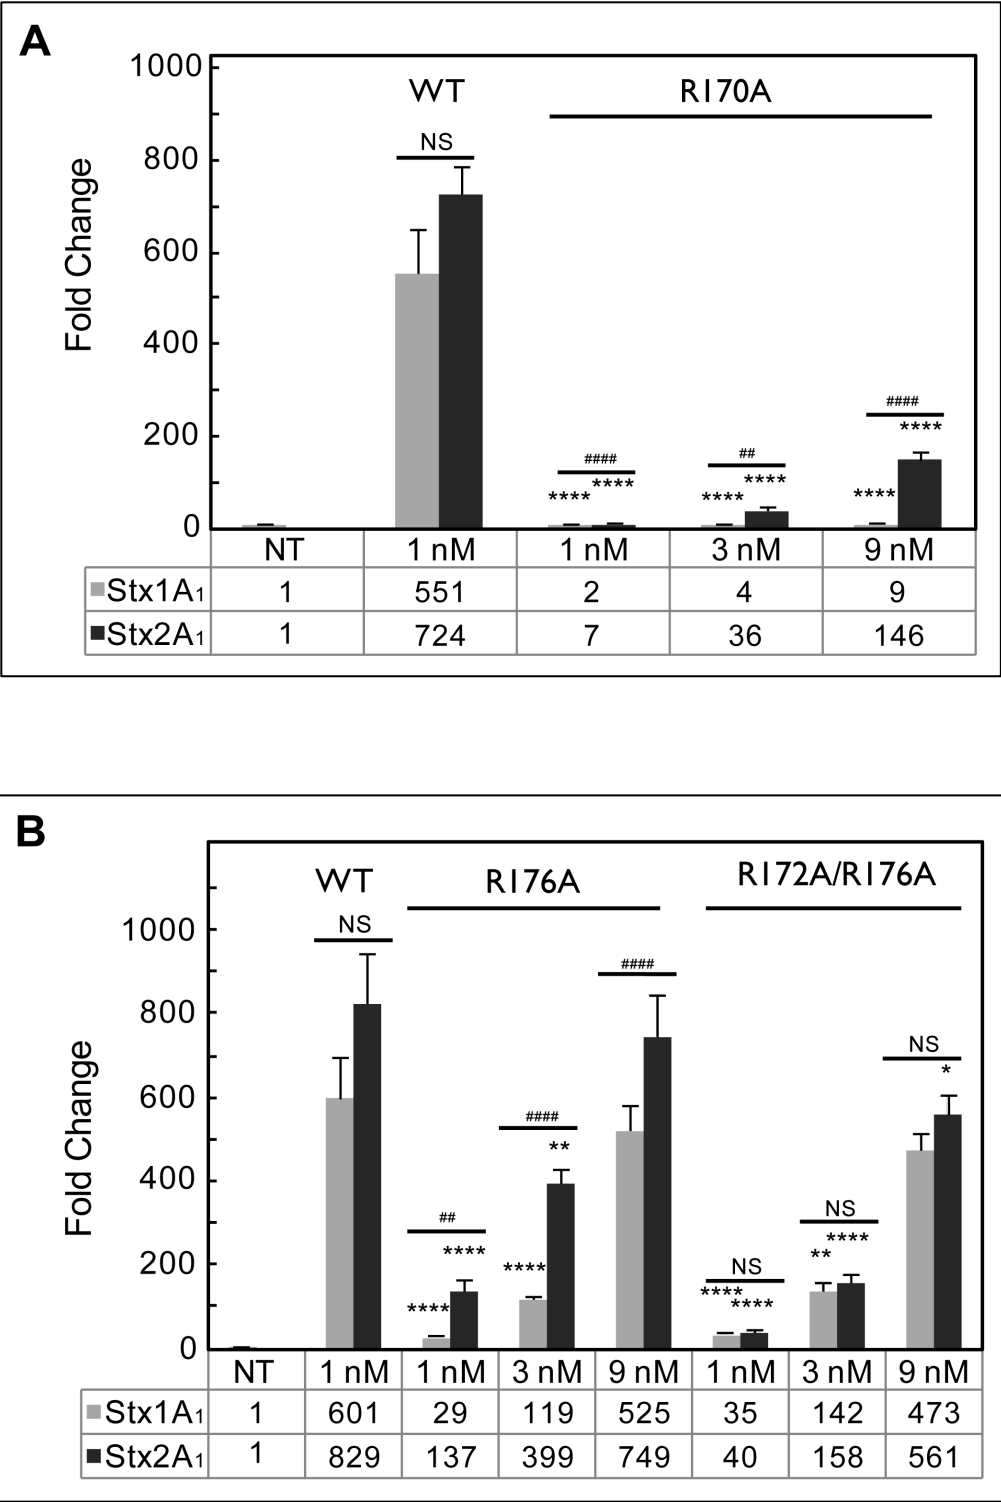 A
1000
800
600
400
200
0
Fold Change
WT
R170A
NS
####
****
****
##
****
****
####
****
****
NT 1 nM 1 nM 3 nM 9 nM
Stx1A1 1 551 2 4 9
Stx2A1 1 724 7 36 146
B
1000
800
600
400
200
0
Fold Change
WT
R176A
R172A/R176A
NS
##
****
****
####
**
****
####
NS
****
****
NS
****
**
NS
*
NT 1 nM 1 nM 3 nM 9 nM 1 nM 3 nM 9 nM
Stx1A1 1 601 29 119 525 35 142 473
Stx2A1 1 829 137 399 749 40 158 561